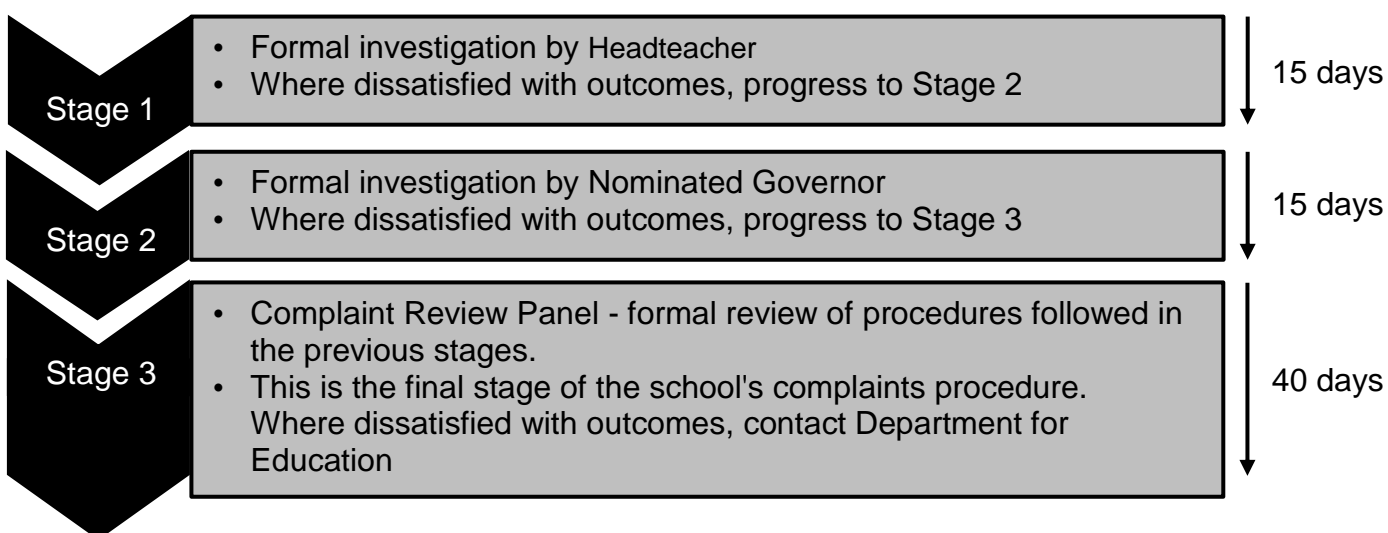 Stage 1
• Formal investigation by Headteacher
• Where dissatisfied with outcomes, progress to Stage 2
15 days
Stage 2
• Formal investigation by Nominated Governor
• Where dissatisfied with outcomes, progress to Stage 3
15 days
Stage 3
• Complaint Review Panel - formal review of procedures followed in
the previous stages.
• This is the final stage of the school's complaints procedure.
Where dissatisfied with outcomes, contact Department for
Education
40 days